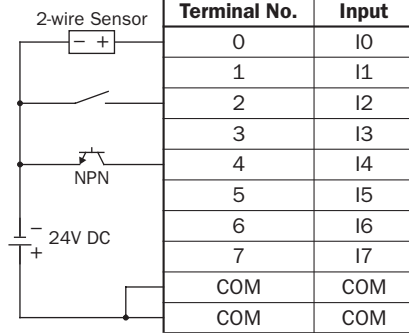 2-wire Sensor
− +
NPN
−
24V DC
+
Terminal No. Input
0 I0
1 I1
2 I2
3 I3
4 I4
5 I5
6 I6
7 I7
COM COM
COM COM